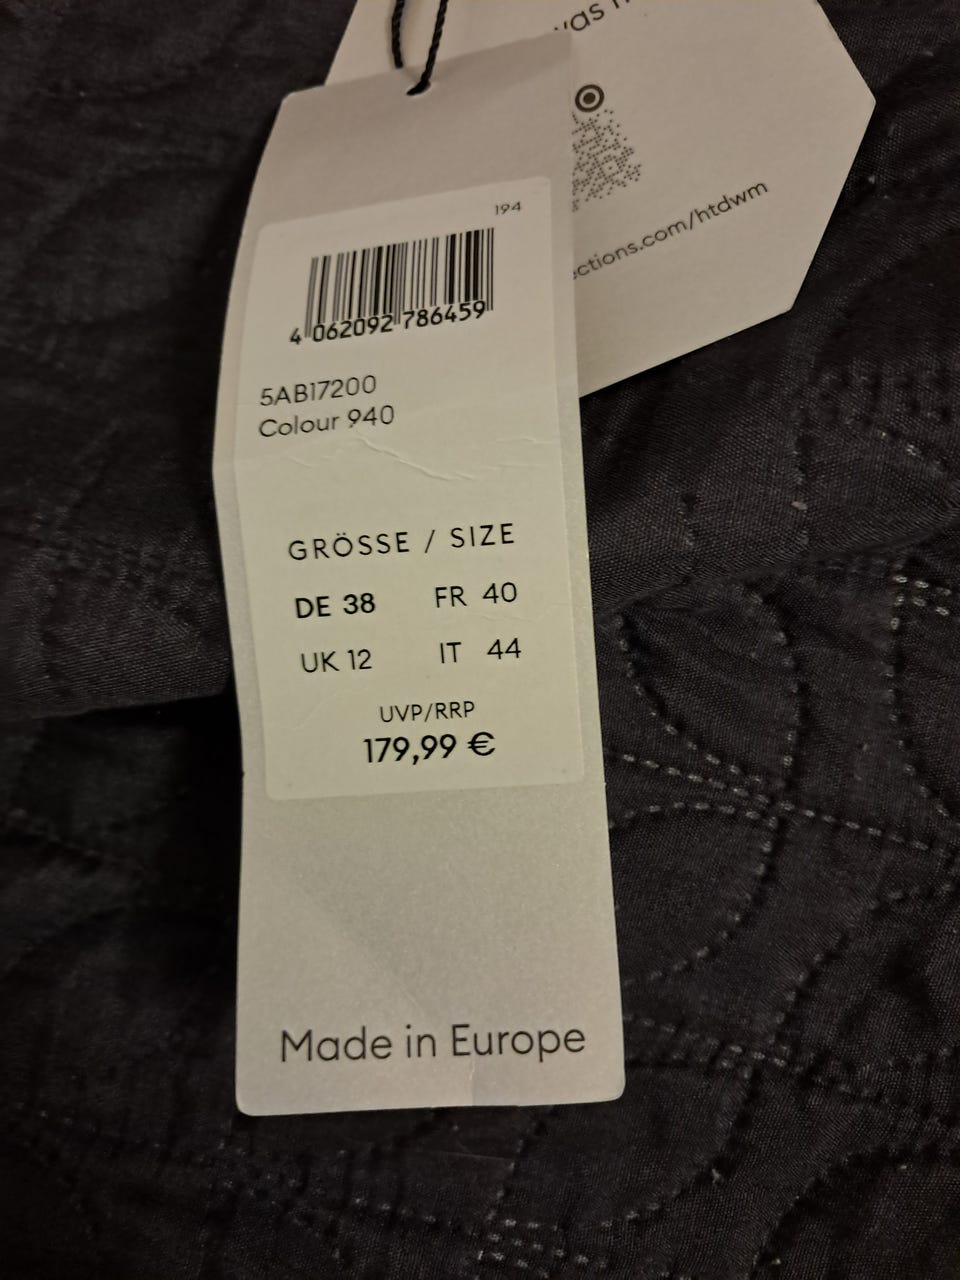 was
ections.com/htdwm
194
4 062092 786459
5AB17200
Colour 940
GRÖSSE / SIZE
DE 38 FR 40
UK 12 IT 44
UVP/RRP
179,99 €
Made in Europe